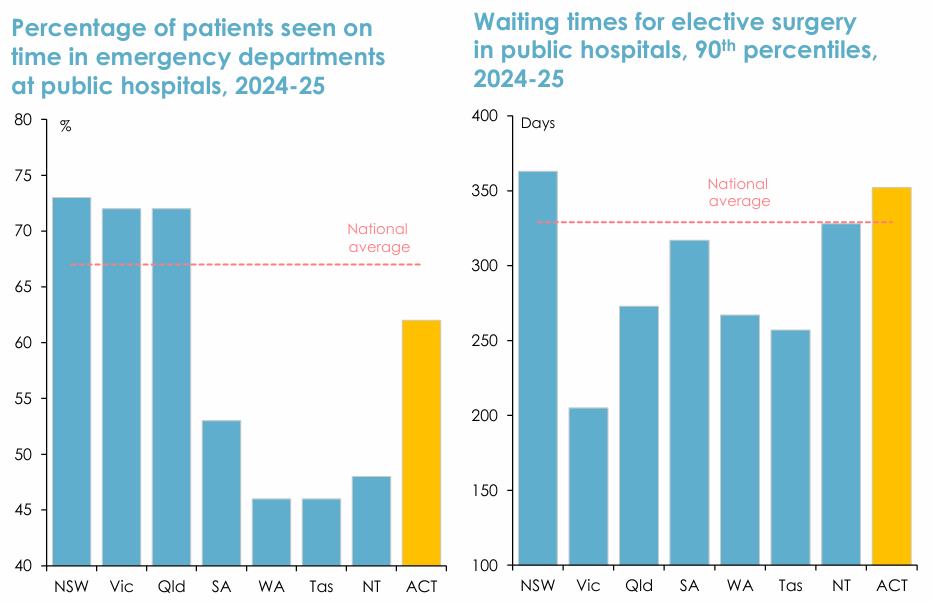 Percentage of patients seen on
time in emergency departments
at public hospitals, 2024-25
80
%
75
70
National
average
65
60
55
50
45
40
NSW Vic Qld SA WA Tas NT ACT
Waiting times for elective surgery
in public hospitals, 90th percentiles,
2024-25
400
Days
350
National
average
300
250
200
150
100
NSW Vic Qld SA WA Tas NT ACT